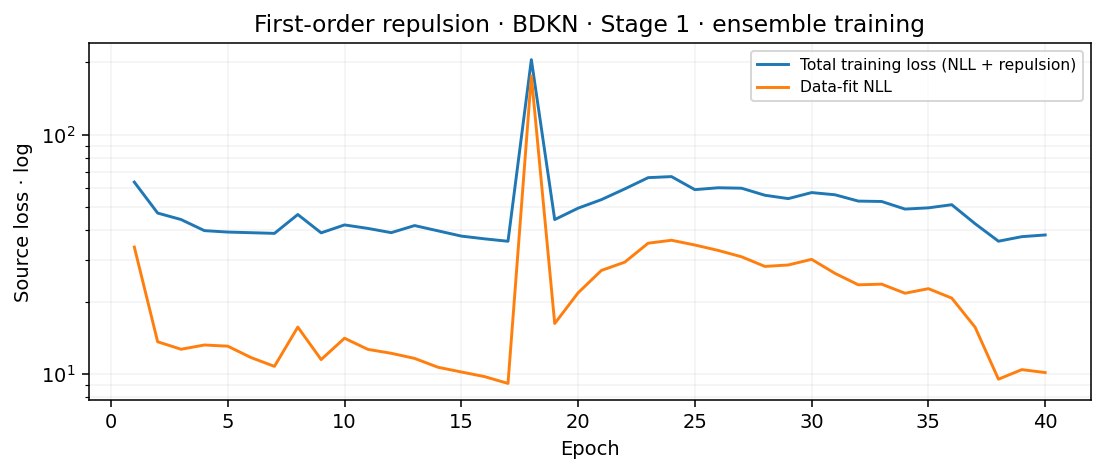 First-order repulsion · BDKN · Stage 1 · ensemble training
Total training loss (NLL + repulsion)
Data-fit NLL
Source loss · log
10²
10¹
0 5 10 15 20 25 30 35 40
Epoch